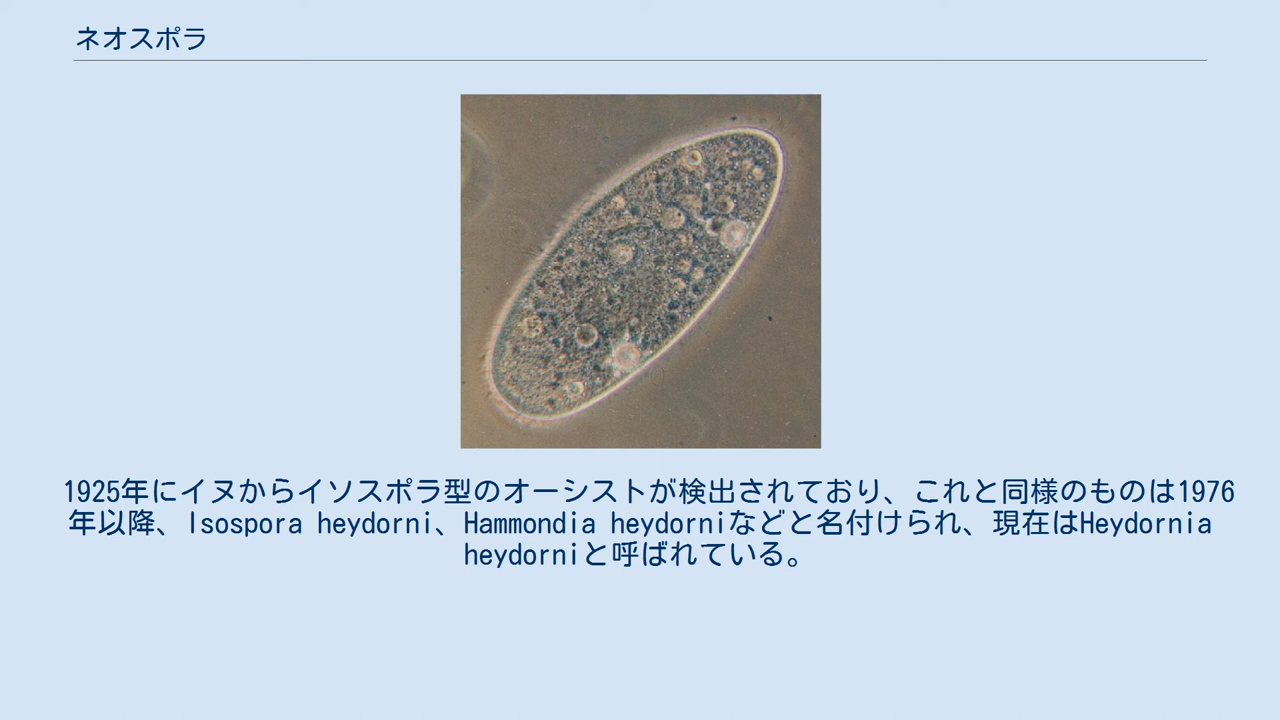 ネオスポラ
1925年にイヌからイソスポラ型のオーシストが検出されており、これと同様のものは1976
年以降、Isospora heydorni、Hammondia heydorniなどと名付けられ、現在はHeydornia
heydorniと呼ばれている。